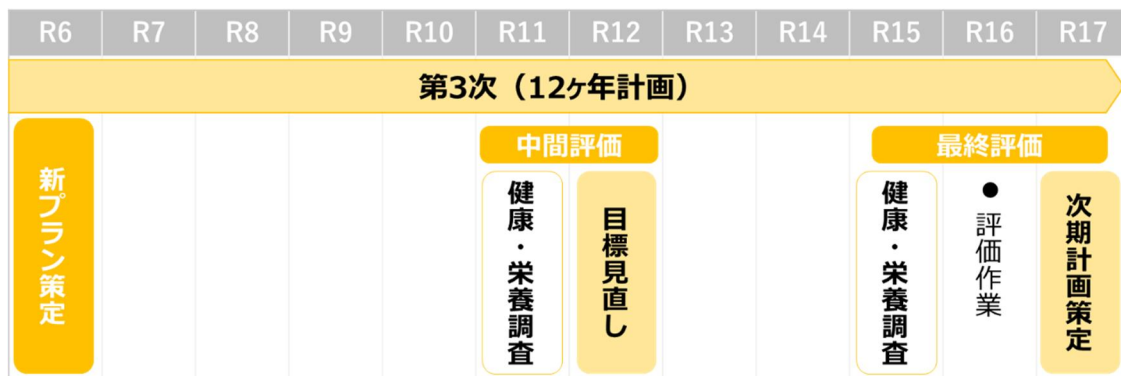 R6 R7 R8 R9 R10 R11 R12 R13 R14 R15 R16 R17
第3次（12ヶ年計画）
新プラン策定
中間評価
健康・栄養調査
目標見直し
最終評価
健康・栄養調査
●評価作業
次期計画策定